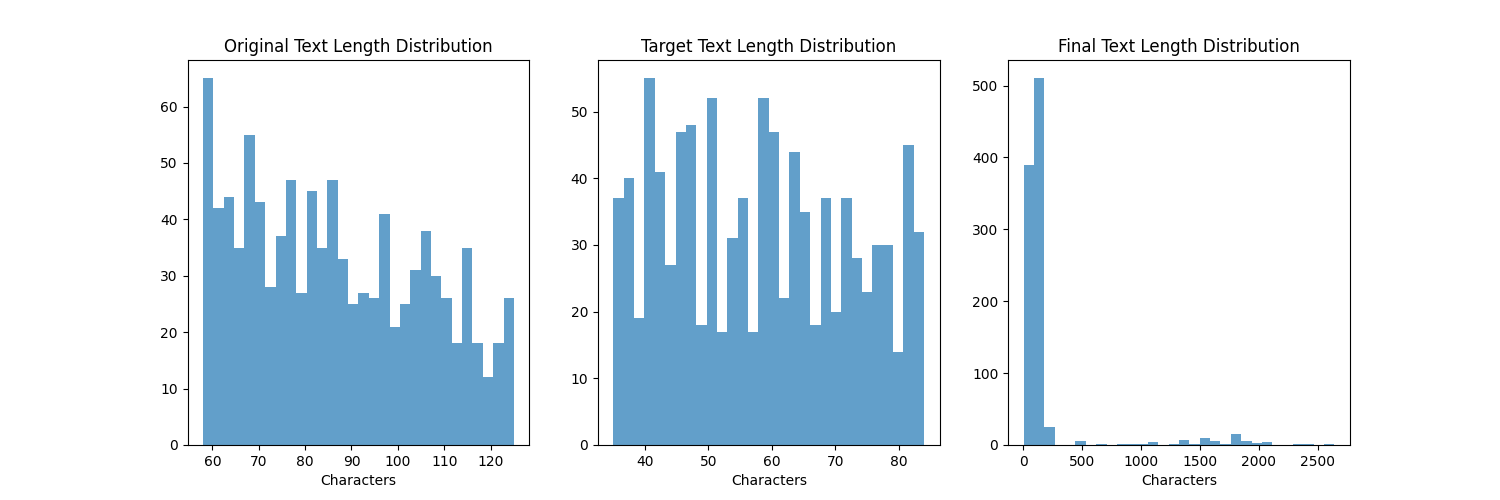 Original Text Length Distribution
60
50
40
30
20
10
0
60 70 80 90 100 110 120
Characters
Target Text Length Distribution
50
40
30
20
10
0
40 50 60 70 80
Characters
Final Text Length Distribution
500
400
300
200
100
0
0 500 1000 1500 2000 2500
Characters